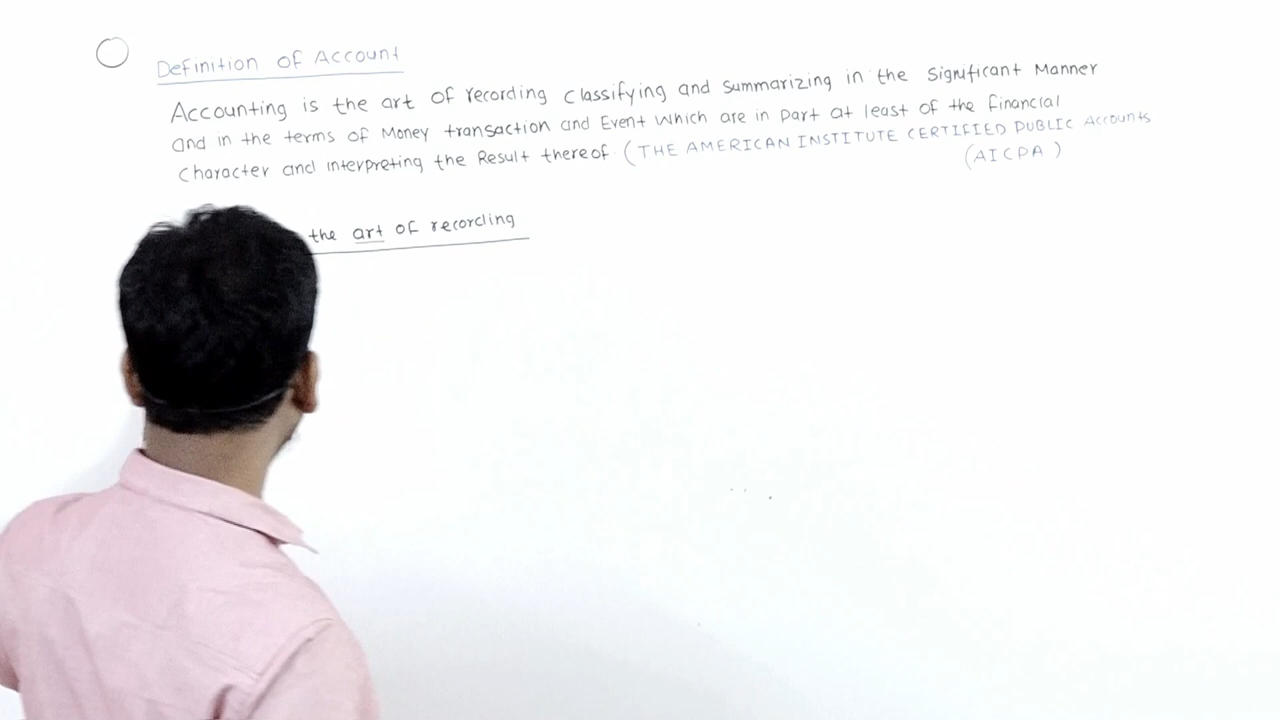 Definition of Account
Accounting is the art of recording classifying and summarizing in the significant Manner
and in the terms of Money transaction and Event which are in Part at least of the financial
character and interpreting the Result thereof (THE AMERICAN INSTITUTE CERTIFIED PUBLIC Accounts
(AICPA)
the art of recording